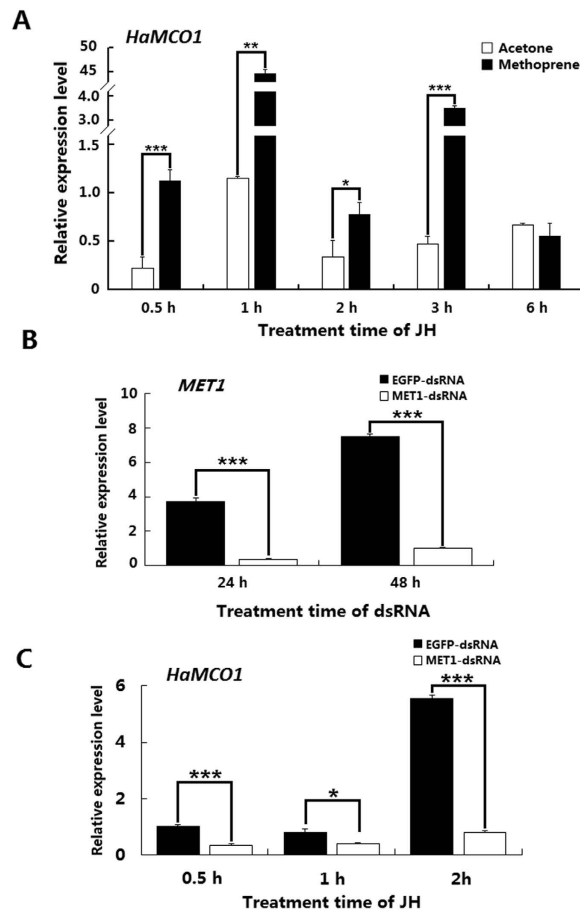 A
HaMCO1
Acetone
Methoprene
Relative expression level
50
45
4.0
3.0
1.5
1.0
0.5
0
***
**
*
***
0.5 h 1 h 2 h 3 h 6 h
Treatment time of JH
B
MET1
EGFP-dsRNA
MET1-dsRNA
Relative expression level
10
8
6
4
2
0
***
***
24 h 48 h
Treatment time of dsRNA
C
HaMCO1
EGFP-dsRNA
MET1-dsRNA
Relative expression level
6
4
2
0
***
*
***
0.5 h 1 h 2h
Treatment time of JH